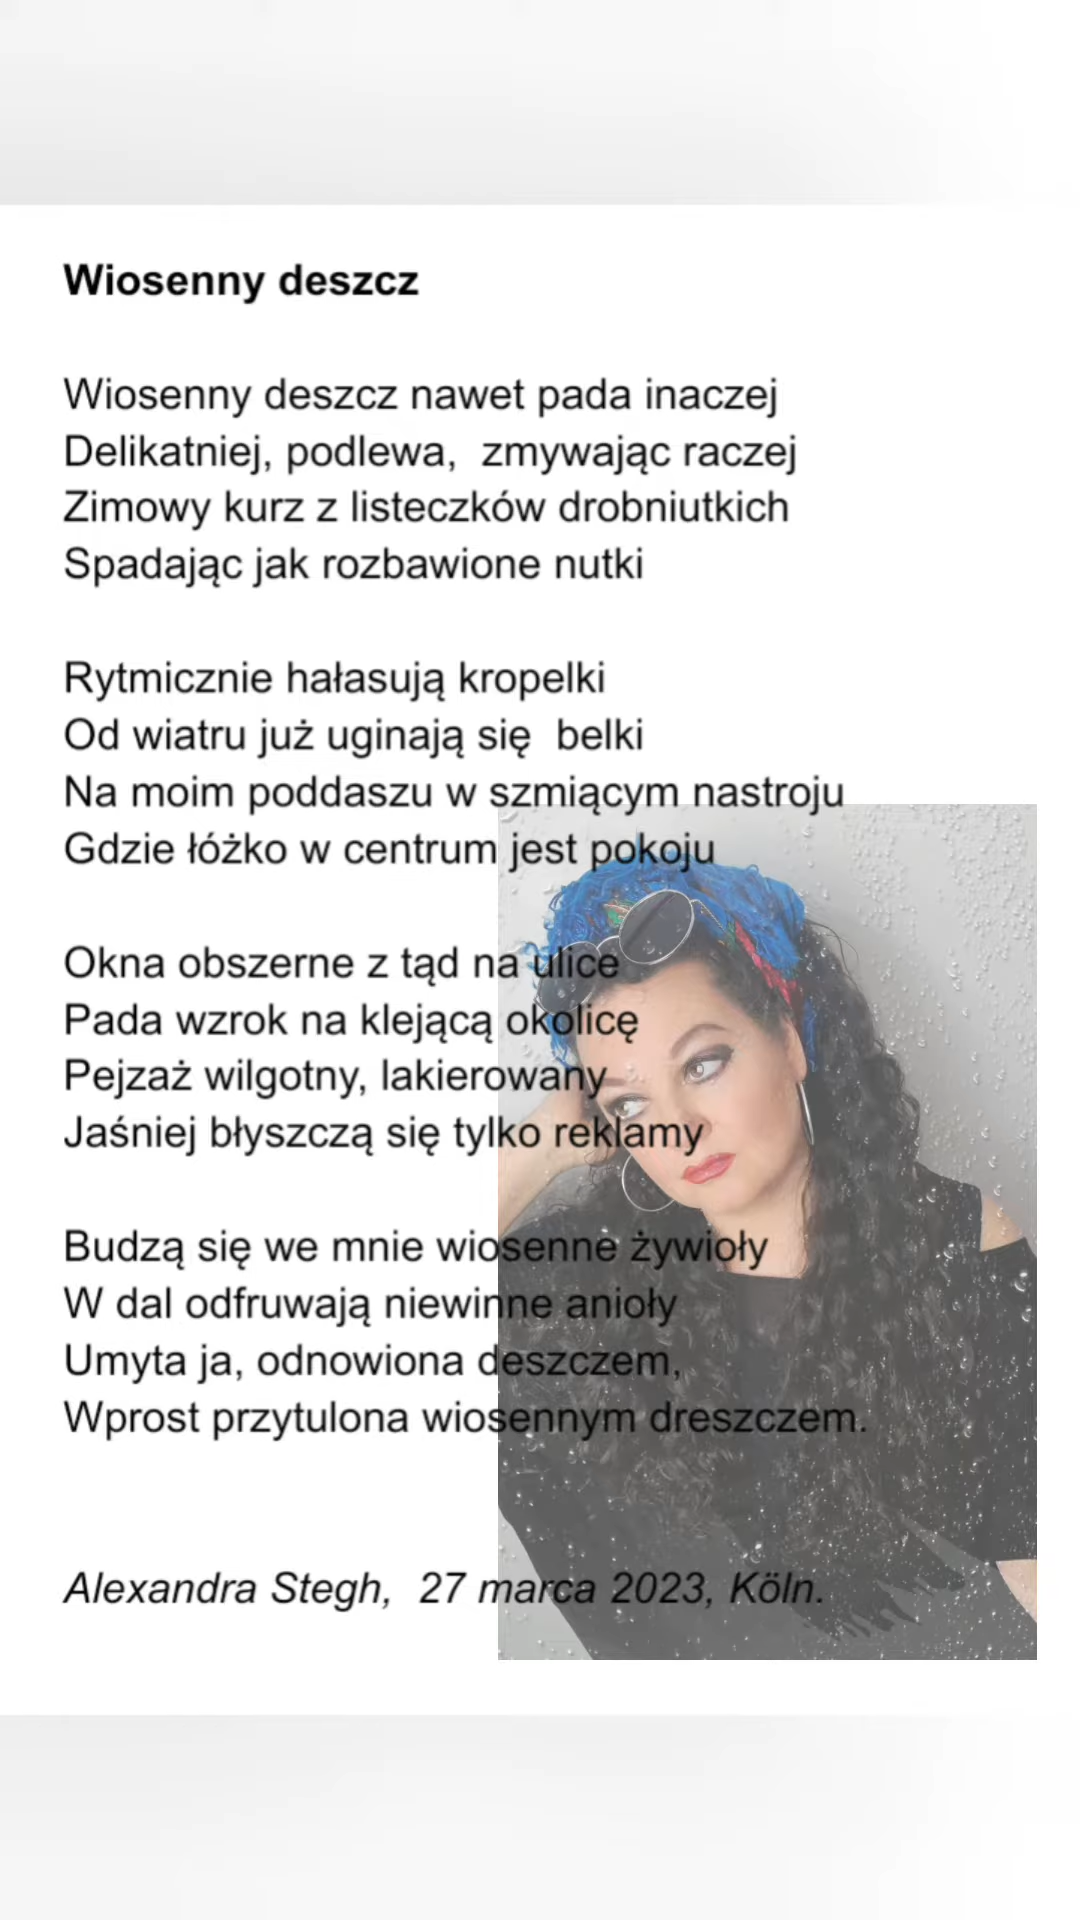 Wiosenny deszcz
Wiosenny deszcz nawet pada inaczej
Delikatniej, podlewa,  zmywając raczej
Zimowy kurz z listeczków drobniutkich
Spadając jak rozbawione nutki
Rytmicznie hałasują kropelki
Od wiatru już uginają się  belki
Na moim poddaszu w szmiącym nastroju
Gdzie łóżko w centrum jest pokoju
Okna obszerne z tąd na ulice
Pada wzrok na klejącą okolicę
Pejzaż wilgotny, lakierowany
Jaśniej błyszczą się tylko reklamy
Budzą się we mnie wiosenne żywioły
W dal odfruwają niewinne anioły
Umyta ja, odnowiona deszczem,
Wprost przytulona wiosennym dreszczem.
Alexandra Stegh,  27 marca 2023, Köln.